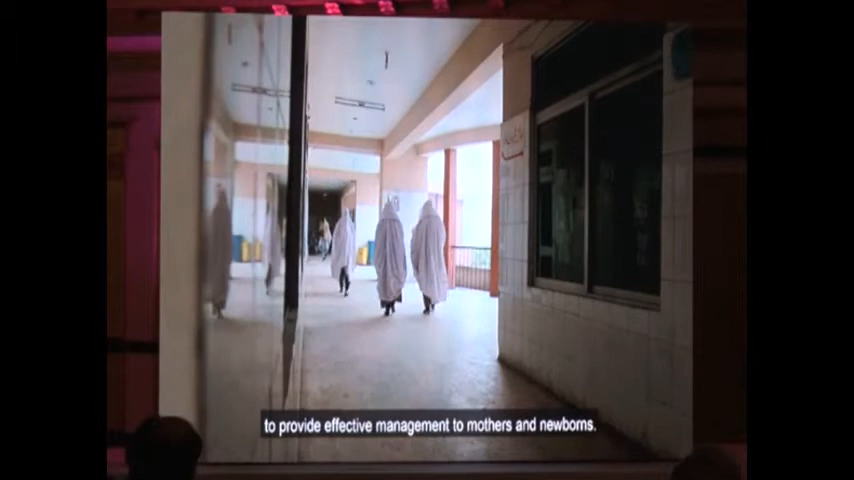 to provide effective management to mothers and newborns.